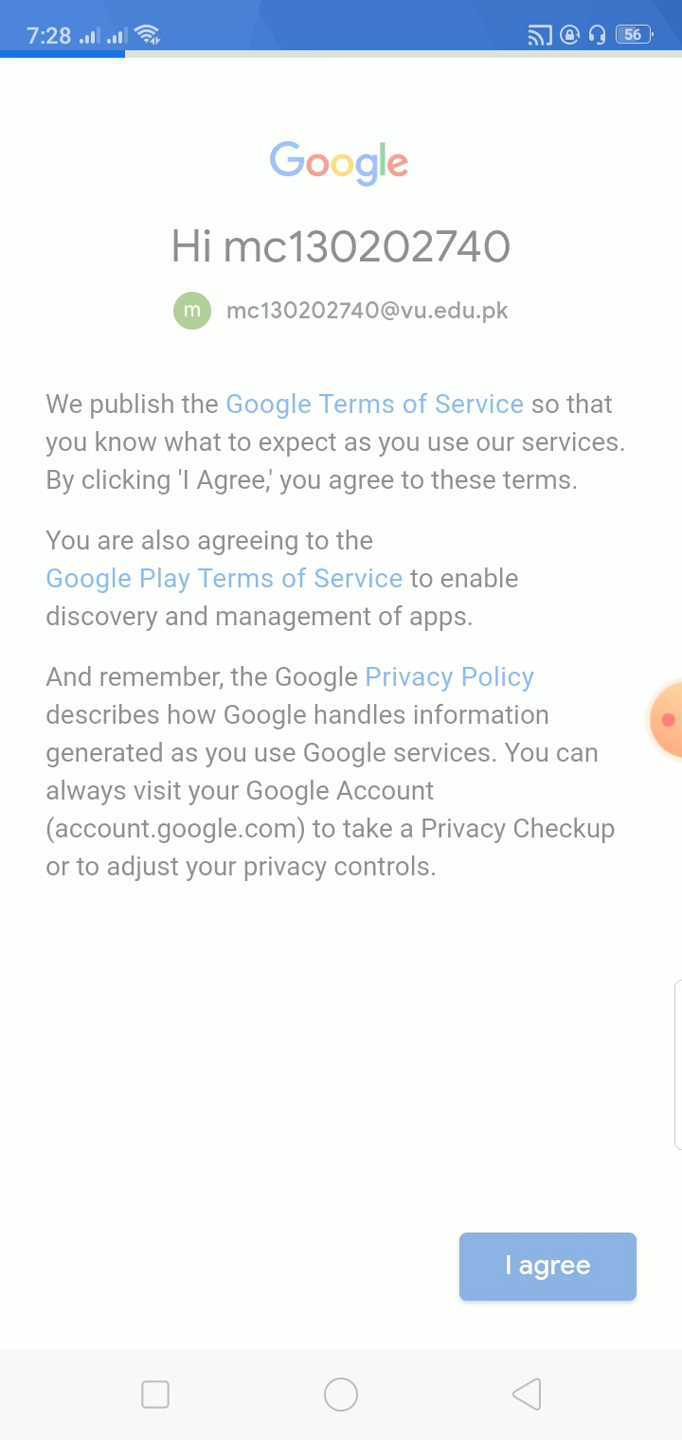 7:28
56
Google
Hi mc130202740
m mc130202740@vu.edu.pk
We publish the Google Terms of Service so that
you know what to expect as you use our services.
By clicking 'I Agree,' you agree to these terms.
You are also agreeing to the
Google Play Terms of Service to enable
discovery and management of apps.
And remember, the Google Privacy Policy
describes how Google handles information
generated as you use Google services. You can
always visit your Google Account
(account.google.com) to take a Privacy Checkup
or to adjust your privacy controls.
I agree